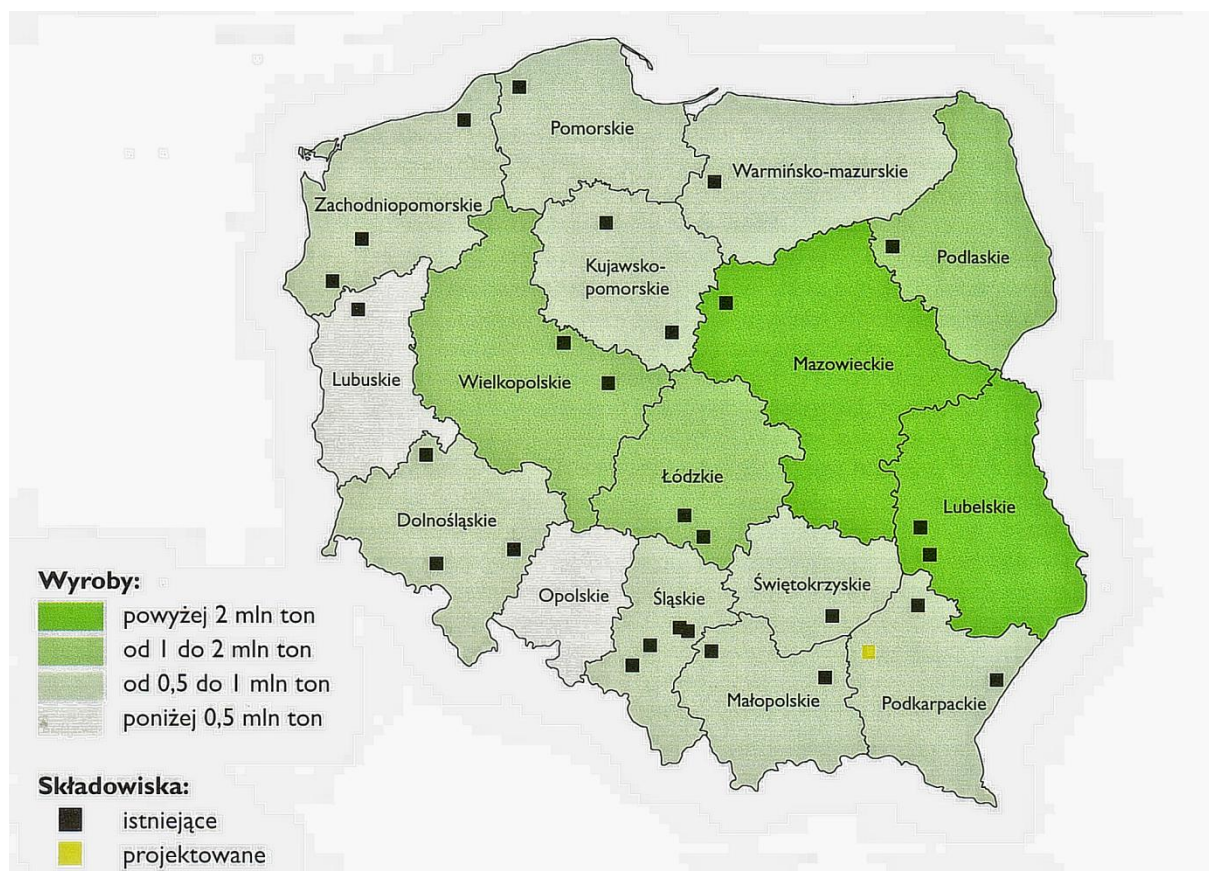 Pomorskie
Warmińsko-mazurskie
Zachodniopomorskie
Podlaskie
Kujawsko-
pomorskie
Mazowieckie
Lubuskie
Wielkopolskie
Łódzkie
Lubelskie
Dolnośląskie
Świętokrzyskie
Opolskie
Śląskie
Małopolskie
Podkarpackie
Wyroby:
powyżej 2 mln ton
od 1 do 2 mln ton
od 0,5 do 1 mln ton
poniżej 0,5 mln ton
Składowiska:
istniejące
projektowane